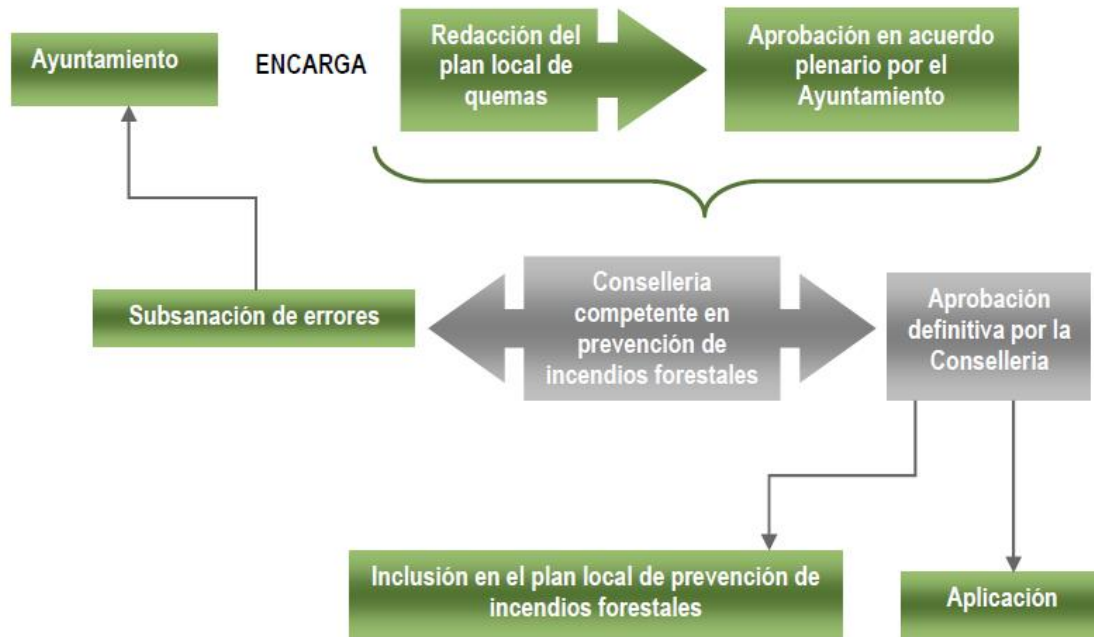 Ayuntamiento
ENCARGA
Redacción del
plan local de
quemas
Aprobación en acuerdo
plenario por el
Ayuntamiento
Subsanación de errores
Consellería
competente en
prevención de
incendios forestales
Aprobación
definitiva por la
Conselleria
Inclusión en el plan local de prevención de
incendios forestales
Aplicación